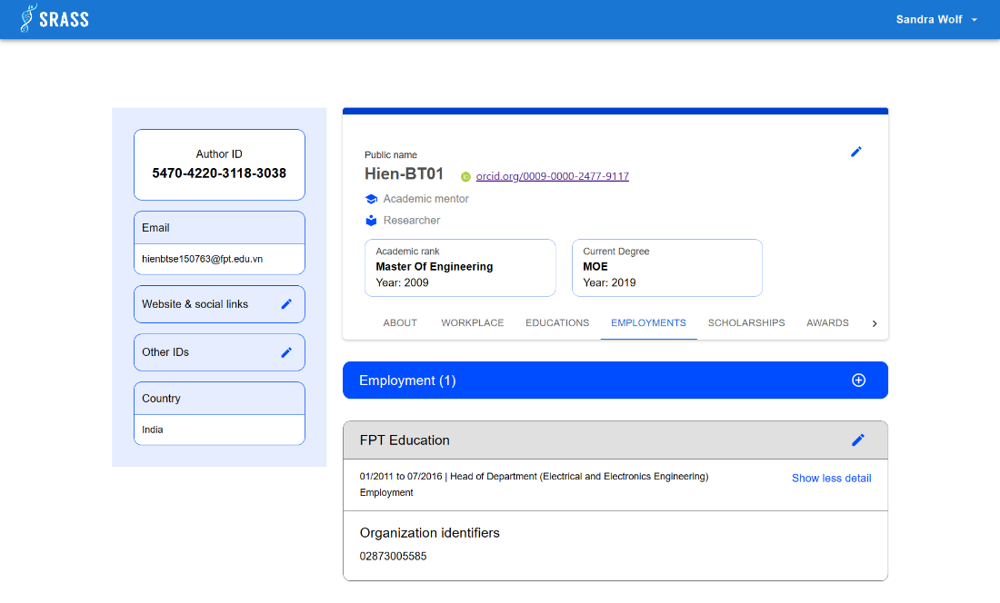 SRASS
Sandra Wolf
Author ID
5470-4220-3118-3038
Email
hienbtse150763@fpt.edu.vn
Website & social links
Other IDs
Country
India
Public name
Hien-BT01
iD orcid.org/0009-0000-2477-9117
Academic mentor
Researcher
Academic rank
Master Of Engineering
Year: 2009
Current Degree
MOE
Year: 2019
ABOUT WORKPLACE EDUCATIONS EMPLOYMENTS SCHOLARSHIPS AWARDS
Employment (1)
FPT Education
01/2011 to 07/2016 | Head of Department (Electrical and Electronics Engineering)
Show less detail
Employment
Organization identifiers
02873005585